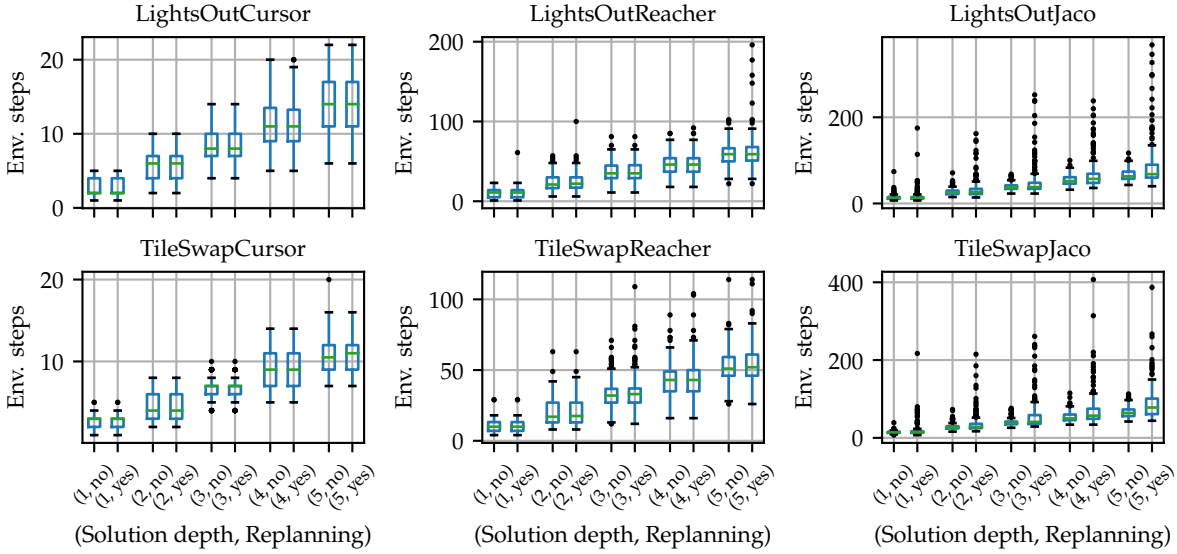 LightsOutCursor
Env. steps
20
10
0
LightsOutReacher
Env. steps
200
100
0
LightsOutJaco
Env. steps
200
0
TileSwapCursor
Env. steps
20
10
(1, no)
(1, yes)
(2, no)
(2, yes)
(3, no)
(3, yes)
(4, no)
(4, yes)
(5, no)
(5, yes)
(Solution depth, Replanning)
TileSwapReacher
Env. steps
100
50
0
(1, no)
(1, yes)
(2, no)
(2, yes)
(3, no)
(3, yes)
(4, no)
(4, yes)
(5, no)
(5, yes)
(Solution depth, Replanning)
TileSwapJaco
Env. steps
400
200
0
(1, no)
(1, yes)
(2, no)
(2, yes)
(3, no)
(3, yes)
(4, no)
(4, yes)
(5, no)
(5, yes)
(Solution depth, Replanning)